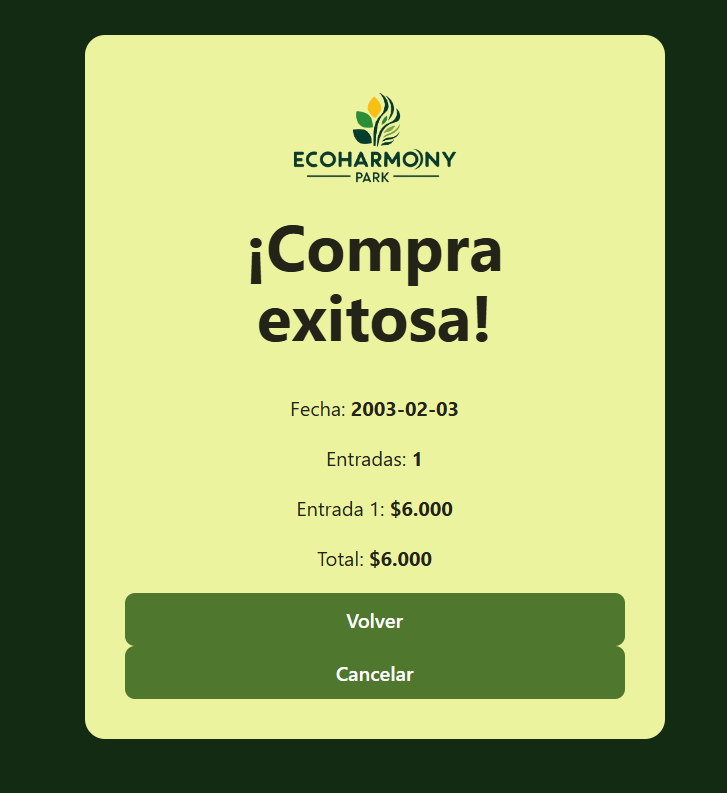 ECOHARMONY
PARK
¡Compra
exitosa!
Fecha: 2003-02-03
Entradas: 1
Entrada 1: $6.000
Total: $6.000
Volver
Cancelar